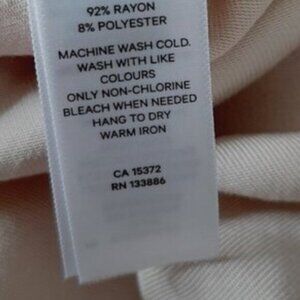 92% RAYON
8% POLYESTER
MACHINE WASH COLD.
WASH WITH LIKE
COLOURS
ONLY NON-CHLORINE
BLEACH WHEN NEEDED
HANG TO DRY
WARM IRON
CA 15372
RN 133886